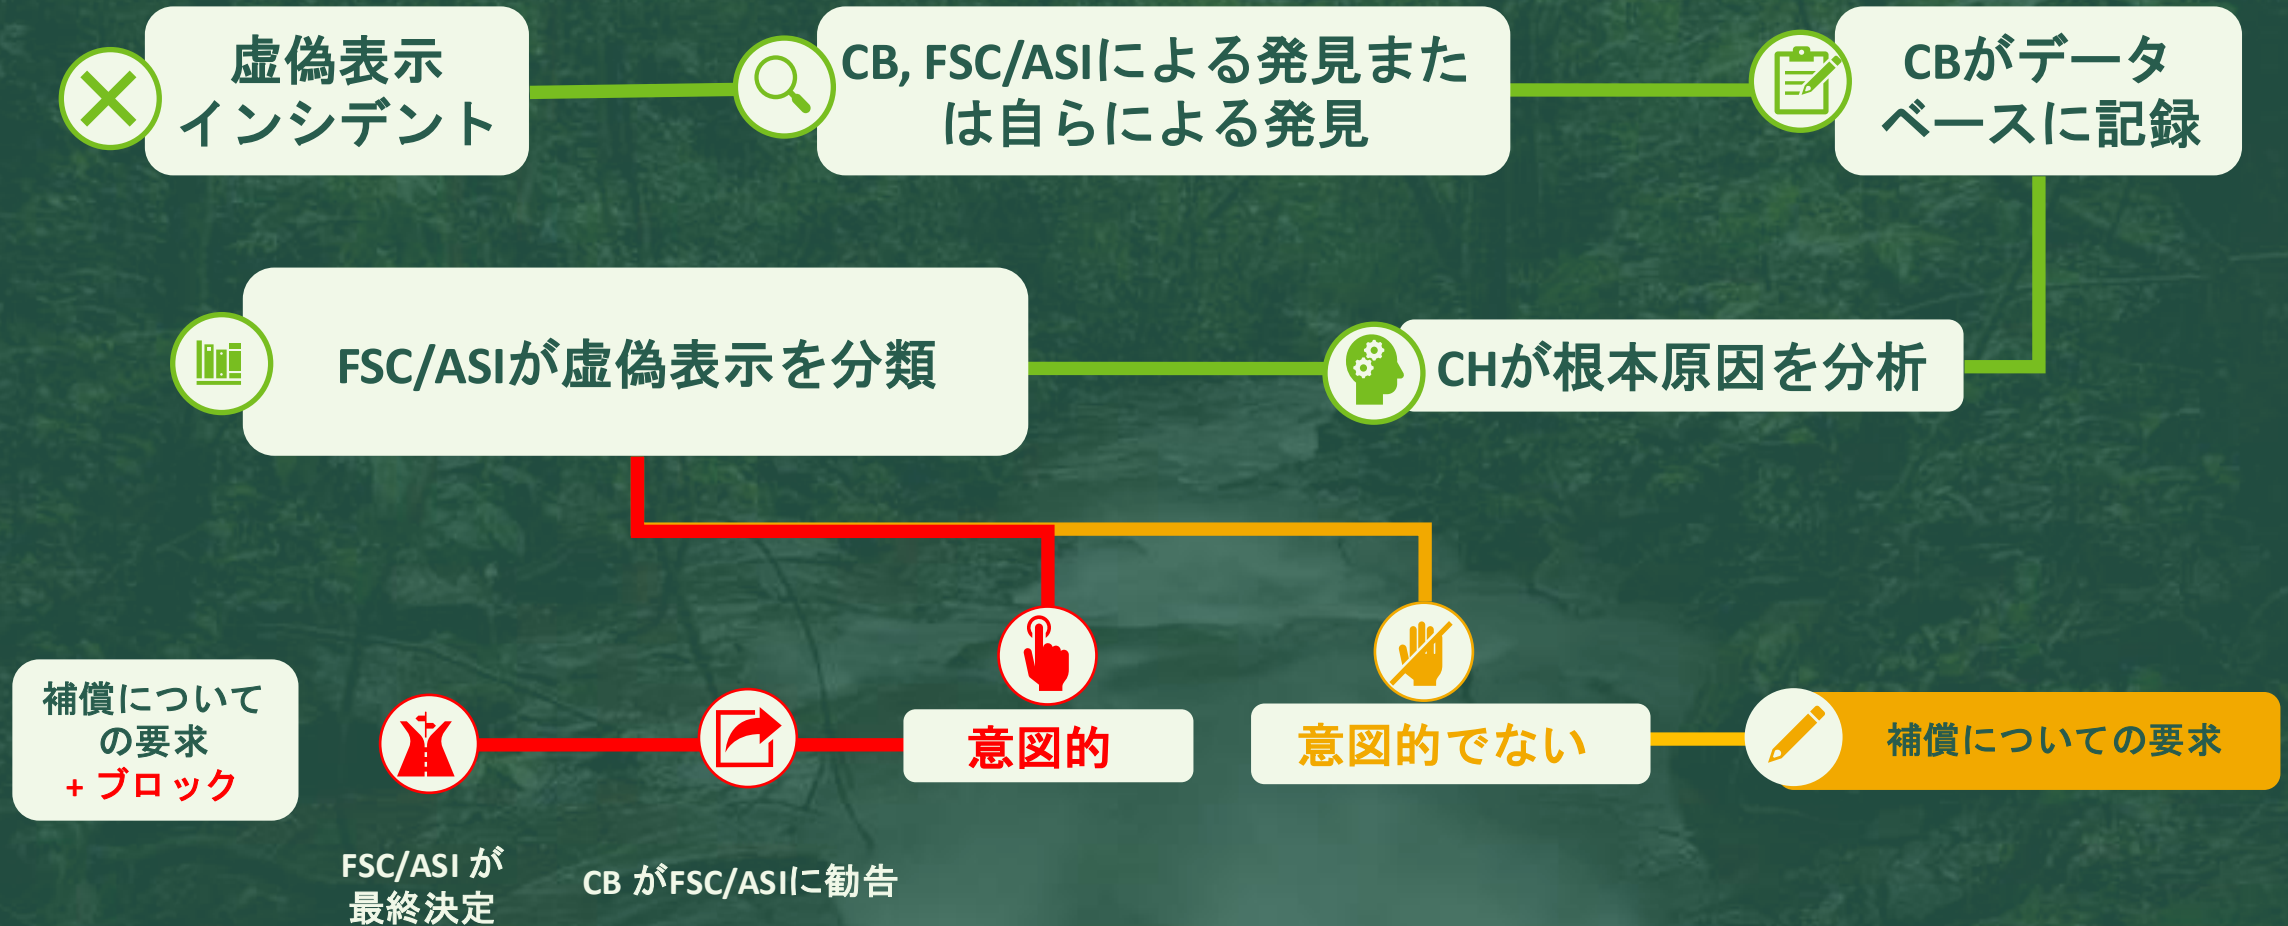 虚偽表示
インシデント
CB, FSC/ASIによる発見また
は自らによる発見
CBがデータ
ベースに記録
FSC/ASIが虚偽表示を分類
CHが根本原因を分析
意図的
意図的でない
補償についての要求
補償について
の要求
+ ブロック
FSC/ASI が
最終決定
CB がFSC/ASIに勧告